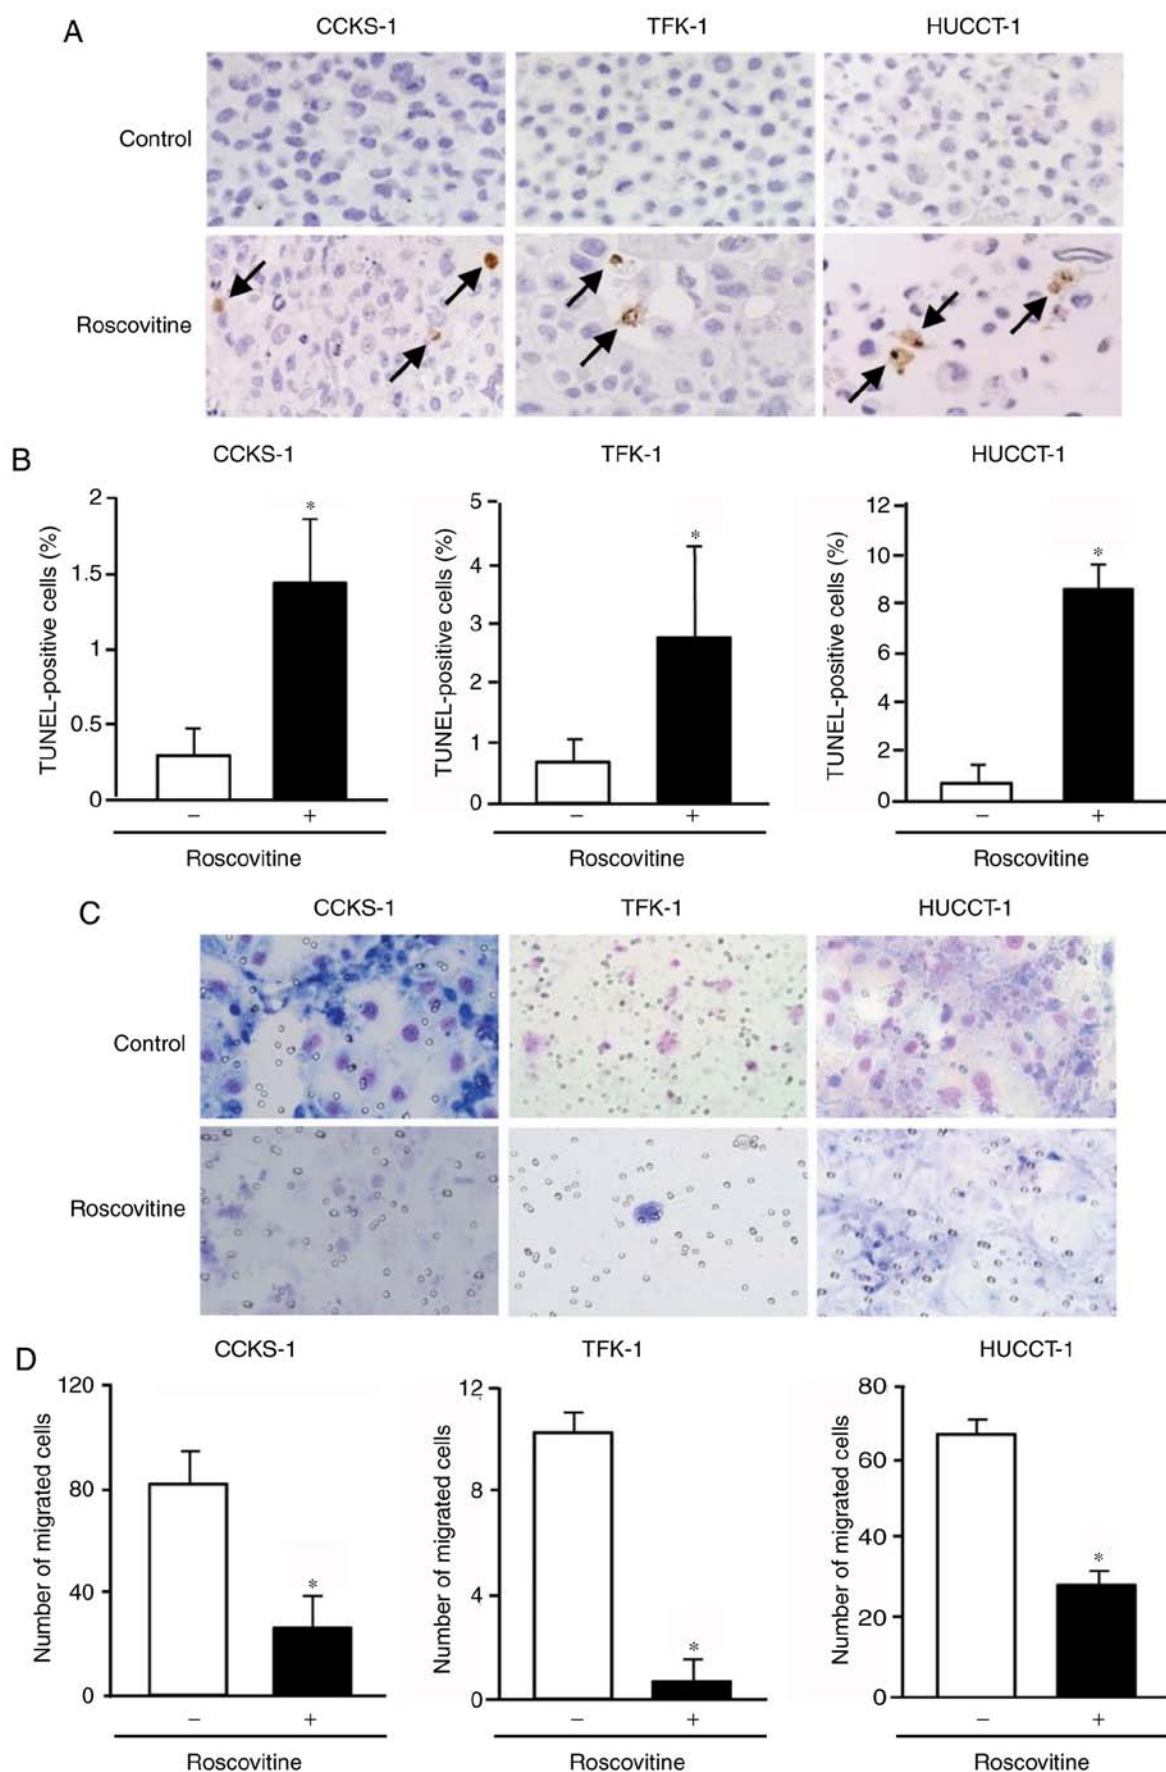 A
CCKS-1 TFK-1 HUCCT-1
Control
Roscovitine
B
CCKS-1 TFK-1 HUCCT-1
TUNEL-positive cells (%)
2
1.5
1
0.5
0
− +
Roscovitine
TUNEL-positive cells (%)
5
4
3
2
1
0
*
− +
Roscovitine
TUNEL-positive cells (%)
12
10
8
6
4
2
0
*
− +
Roscovitine
C
CCKS-1 TFK-1 HUCCT-1
Control
Roscovitine
D
CCKS-1 TFK-1 HUCCT-1
Number of migrated cells
120
80
40
0
*
− +
Roscovitine
Number of migrated cells
12
8
4
0
*
− +
Roscovitine
Number of migrated cells
80
60
40
20
0
*
− +
Roscovitine